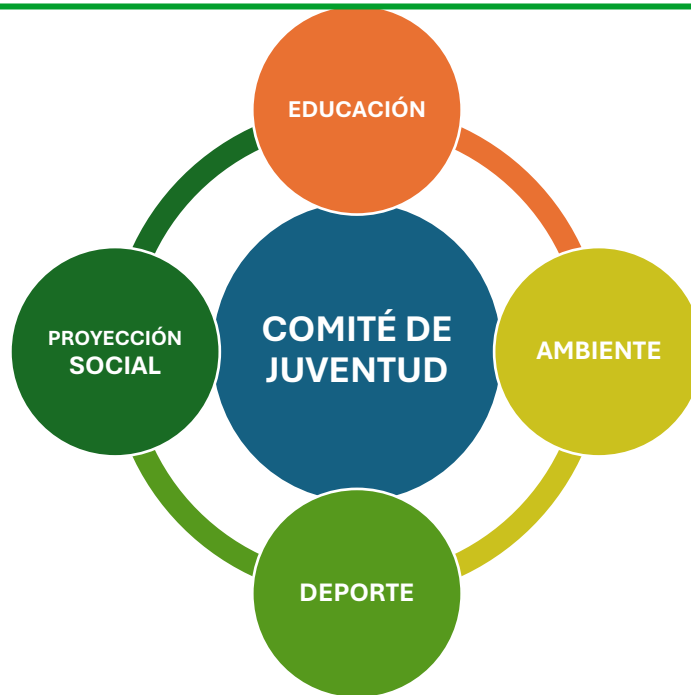 EDUCACIÓN
PROYECCIÓN
SOCIAL
COMITÉ DE
JUVENTUD
AMBIENTE
DEPORTE